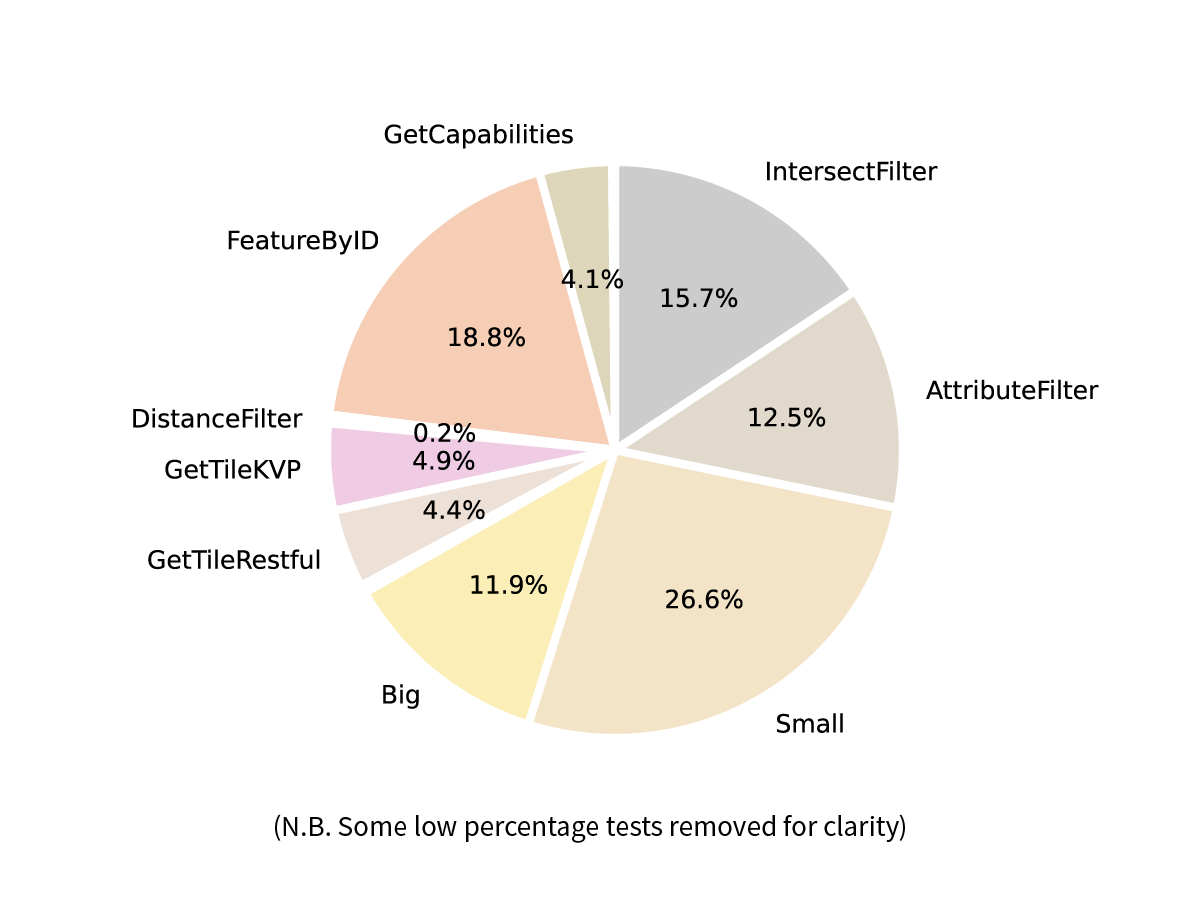 GetCapabilities
IntersectFilter
FeatureByID
4.1%
15.7%
18.8%
AttributeFilter
12.5%
DistanceFilter
0.2%
GetTileKVP
4.9%
4.4%
GetTileRestful
11.9%
26.6%
Big
Small
(N.B. Some low percentage tests removed for clarity)